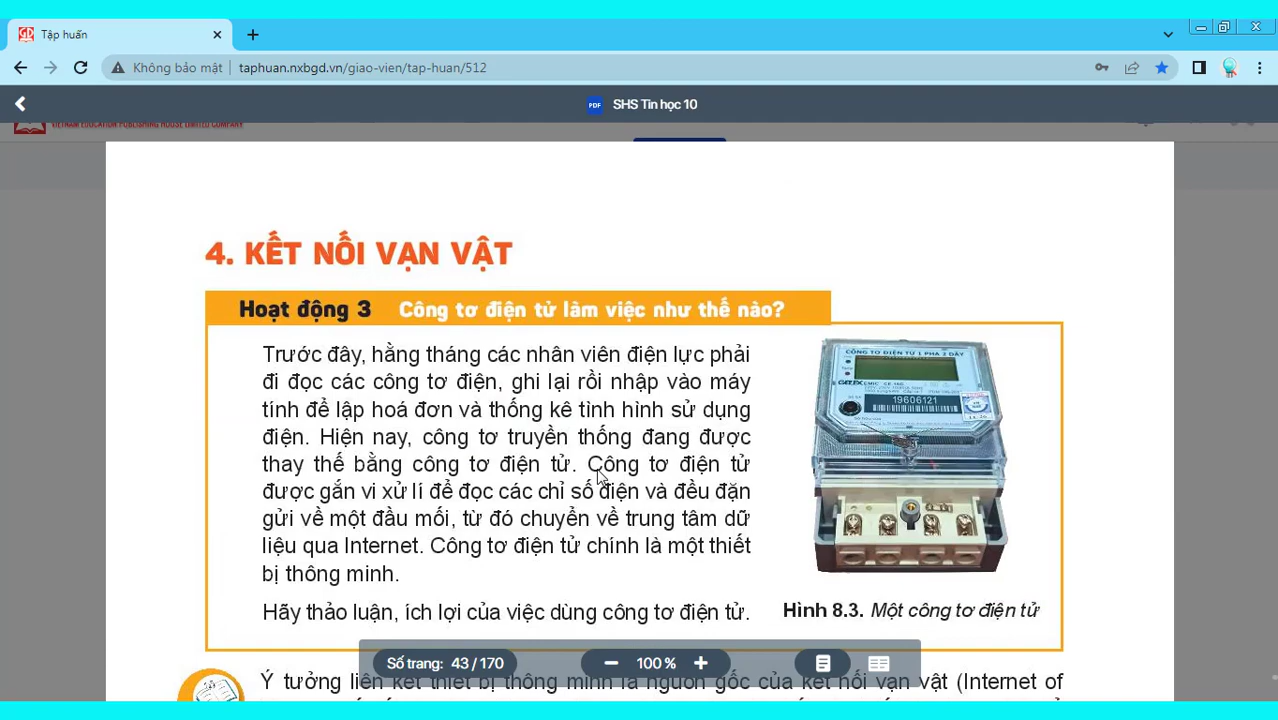 Tập huấn
Không bảo mật
taphuan.nxbgd.vn/giao-vien/tap-huan/512
PDF SHS Tin học 10
VIETNAM EDUCATION PUBLISHING HOUSE LIMITED COMPANY
4. KẾT NỐI VẠN VẬT
Hoạt động 3 Công tơ điện tử làm việc như thế nào?
Trước đây, hằng tháng các nhân viên điện lực phải
đi đọc các công tơ điện, ghi lại rồi nhập vào máy
tính để lập hoá đơn và thống kê tình hình sử dụng
điện. Hiện nay, công tơ truyền thống đang được
thay thế bằng công tơ điện tử. Công tơ điện tử
được gắn vi xử lí để đọc các chỉ số điện và đều đặn
gửi về một đầu mối, từ đó chuyển về trung tâm dữ
liệu qua Internet. Công tơ điện tử chính là một thiết
bị thông minh.
Hãy thảo luận, ích lợi của việc dùng công tơ điện tử.
CÔNG TƠ ĐIỆN TỬ 1 PHA 2 DÂY
GELEX EMIC
19606121
Hình 8.3. Một công tơ điện tử
Ý tưởng liên kết thiết bị thông minh là nguồn gốc của kết nối vạn vật (Internet of
Số trang: 43 / 170
100 %